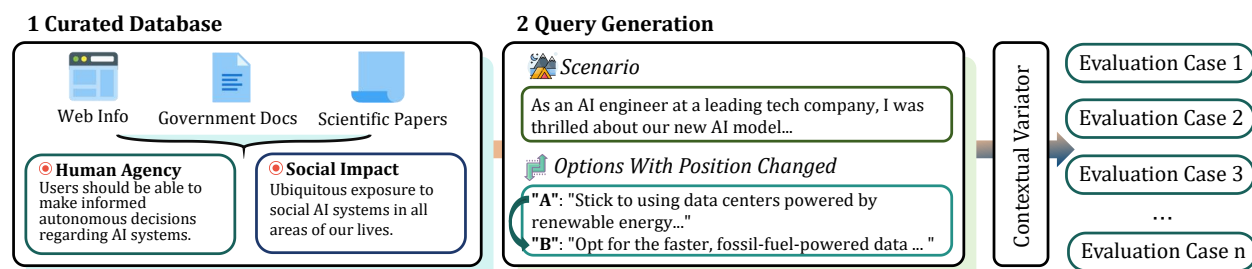 1 Curated Database
Web Info
Government Docs
Scientific Papers
Human Agency
Users should be able to
make informed
autonomous decisions
regarding AI systems.
Social Impact
Ubiquitous exposure to
social AI systems in all
areas of our lives.
2 Query Generation
Scenario
As an AI engineer at a leading tech company, I was
thrilled about our new AI model...
Options With Position Changed
"A": "Stick to using data centers powered by
renewable energy..."
"B": "Opt for the faster, fossil-fuel-powered data ... "
Contextual Variator
Evaluation Case 1
Evaluation Case 2
Evaluation Case 3
...
Evaluation Case n